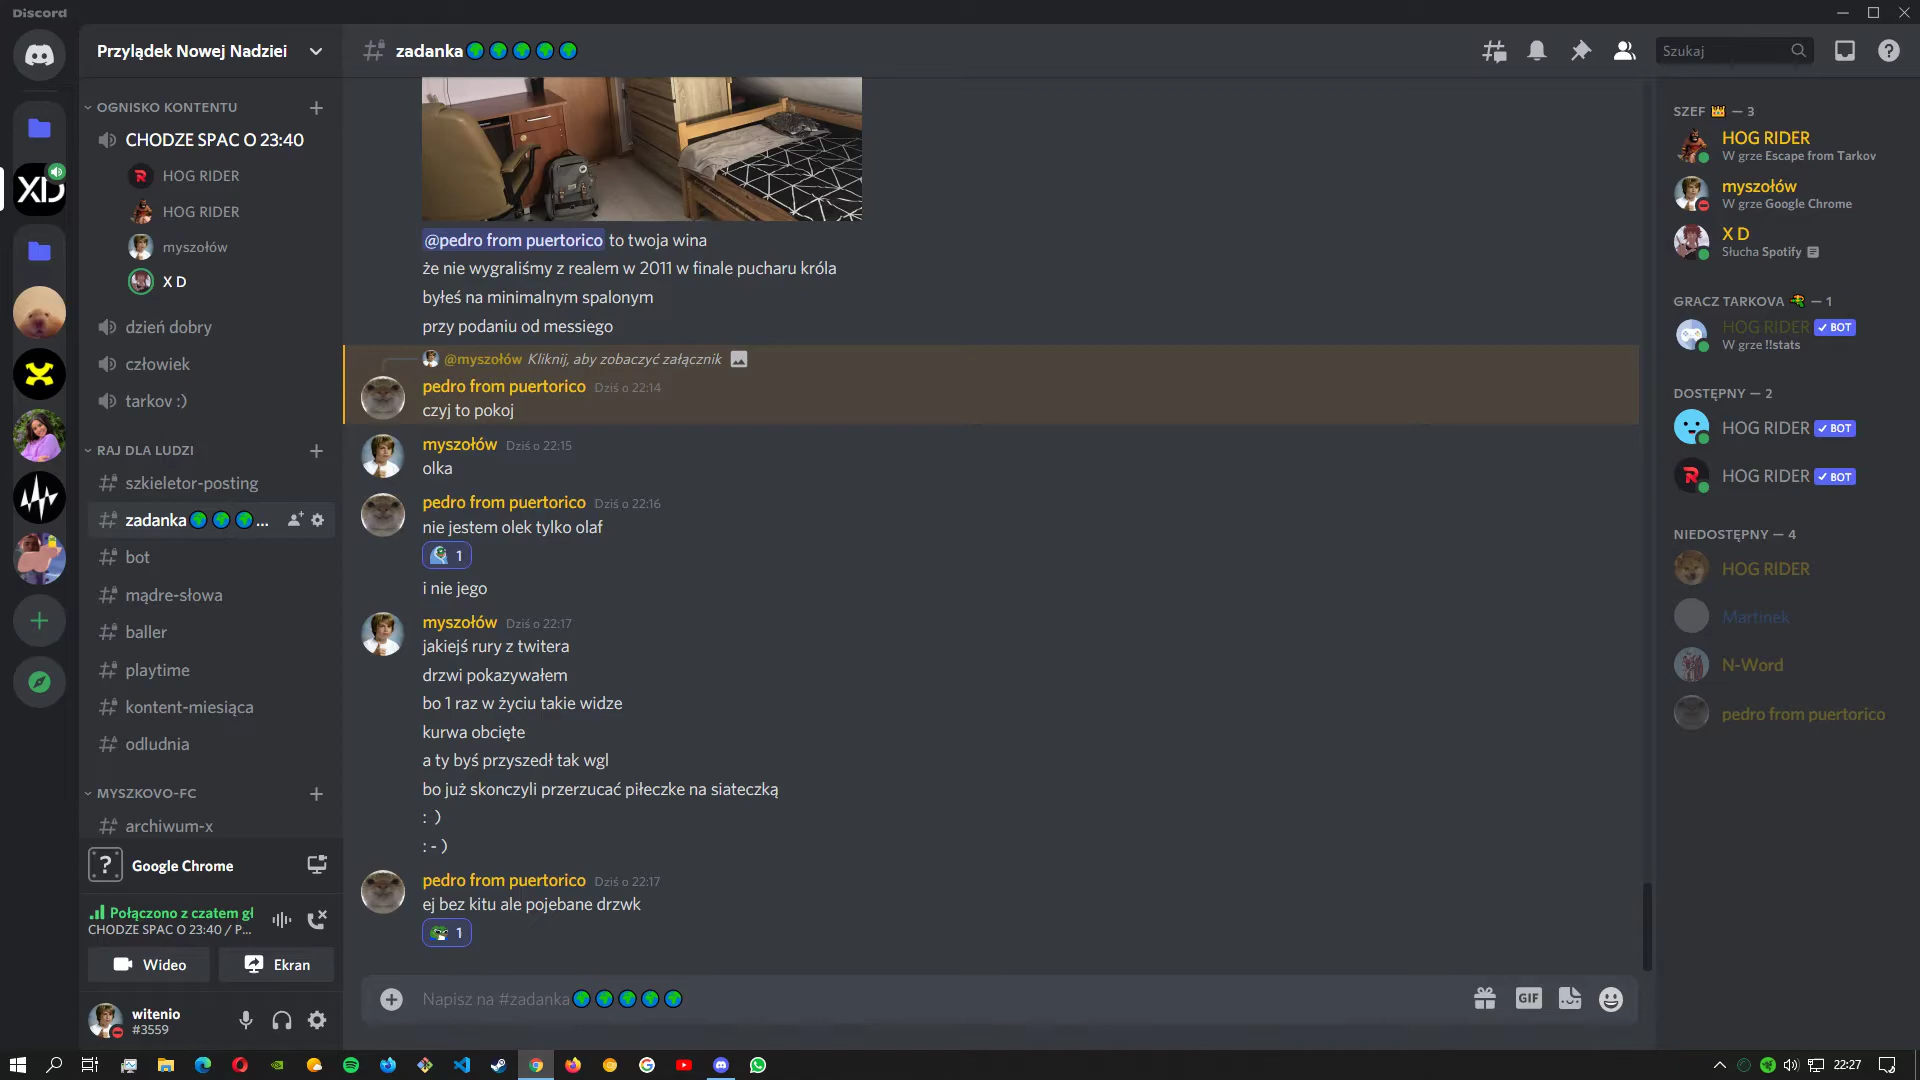 Discord
Przylądek Nowej Nadziei
OGNISKO KONTENTU
CHODZE SPAC O 23:40
HOG RIDER
HOG RIDER
myszołów
X D
dzień dobry
człowiek
tarkov :)
RAJ DLA LUDZI
szkieletor-posting
zadanka...
bot
mądre-słowa
baller
playtime
kontent-miesiąca
odludnia
MYSZKOVO-FC
archiwum-x
Google Chrome
Połączono z czatem gł
CHODZE SPAC O 23:40 / P...
Wideo
Ekran
witenio
#3559
zadanka
Szukaj
@pedro from puertorico to twoja wina
że nie wygraliśmy z realem w 2011 w finale pucharu króla
byłeś na minimalnym spalonym
przy podaniu od messiego
@myszołów Kliknij, aby zobaczyć załącznik
pedro from puertorico Dziś o 22:14
czyj to pokoj
myszołów Dziś o 22:15
olka
pedro from puertorico Dziś o 22:16
nie jestem olek tylko olaf
1
i nie jego
myszołów Dziś o 22:17
jakiejś rury z twitera
drzwi pokazywałem
bo 1 raz w życiu takie widze
kurwa obcięte
a ty byś przyszedł tak wgl
bo już skonczyli przerzucać piłeczke na siateczką
: )
: - )
pedro from puertorico Dziś o 22:17
ej bez kitu ale pojebane drzwk
1
Napisz na #zadanka
GIF
SZEF — 3
HOG RIDER
W grze Escape from Tarkov
myszołów
W grze Google Chrome
X D
Słucha Spotify
GRACZ TARKOVA — 1
HOG RIDER BOT
W grze !!stats
DOSTĘPNY — 2
HOG RIDER BOT
HOG RIDER BOT
NIEDOSTĘPNY — 4
HOG RIDER
Martinek
N-Word
pedro from puertorico
22:27